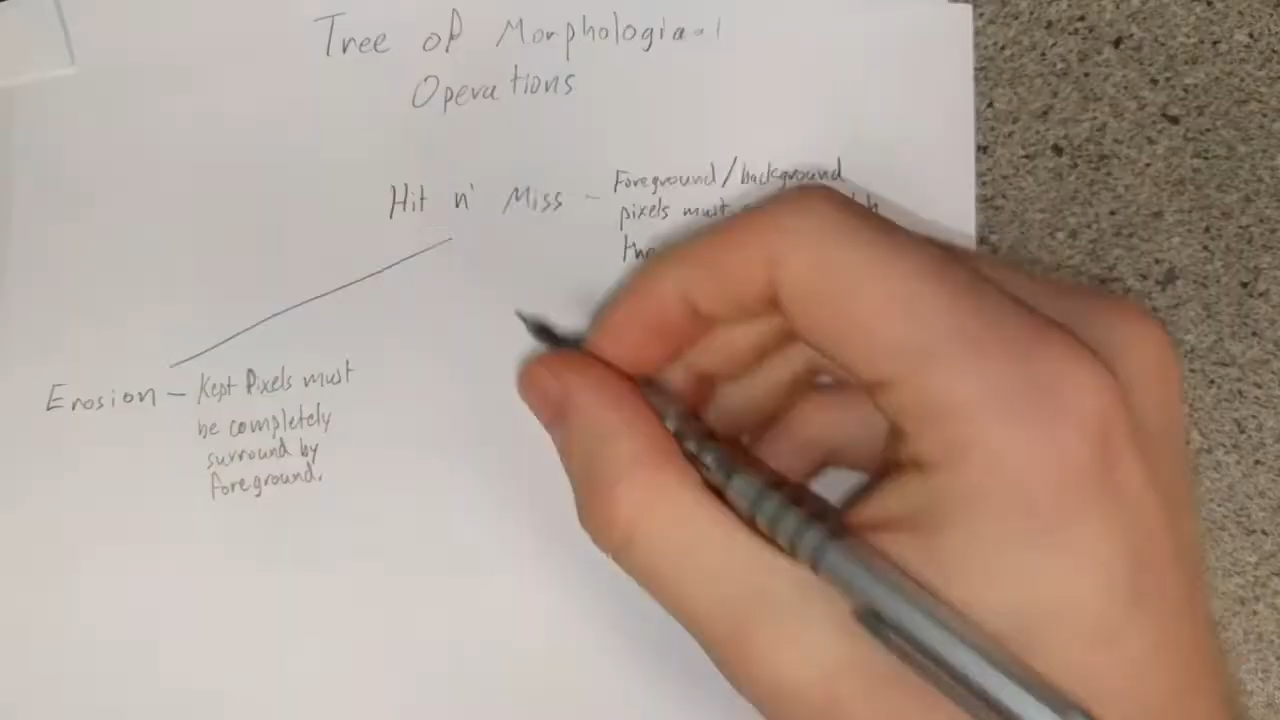 Tree of Morphological
Operations
Hit n' Miss - Foreground/background
pixels must
Erosion - Kept Pixels must
be completely
surround by
foreground.